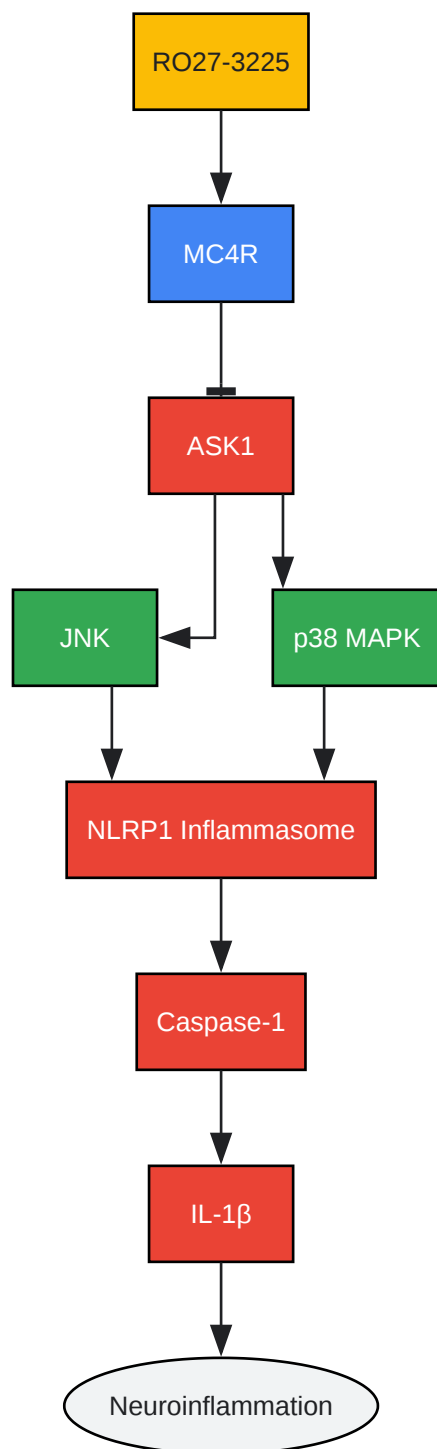 RO27-3225
MC4R
ASK1
JNK
p38 MAPK
NLRP1 Inflammasome
Caspase-1
IL-1β
Neuroinflammation